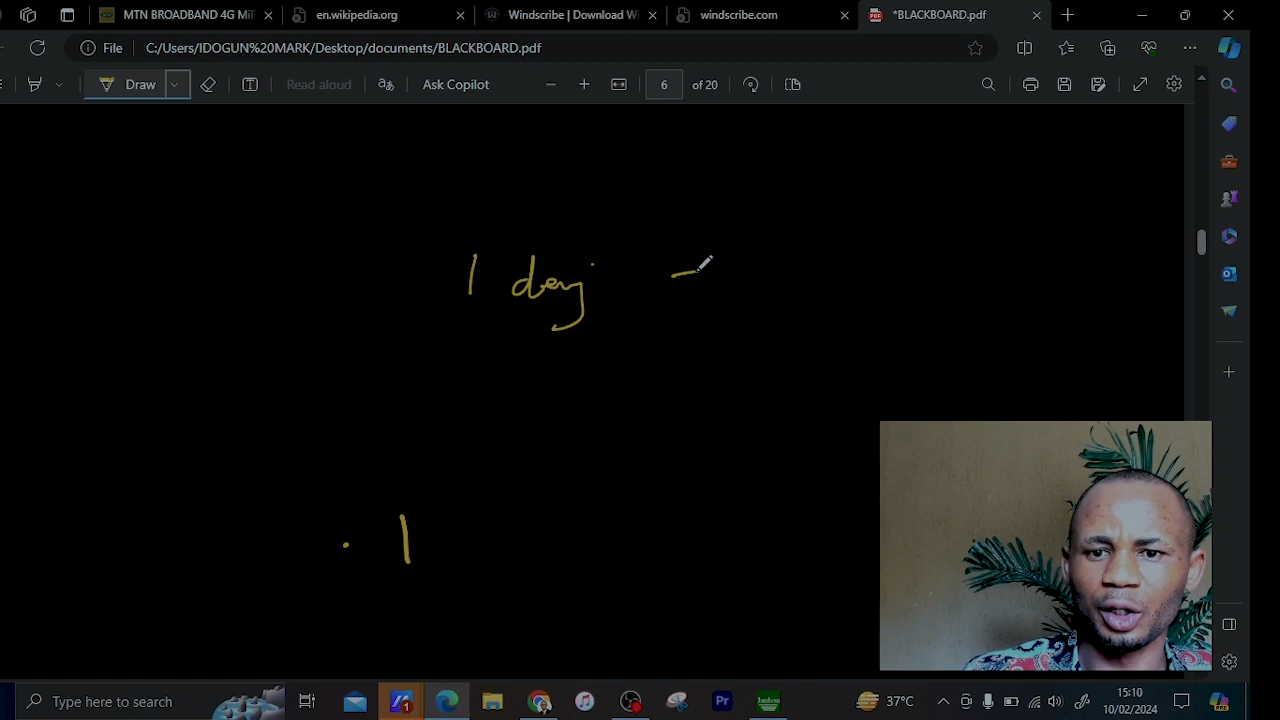 MTN BROADBAND 4G MiF
en.wikipedia.org
Windscribe | Download Wi
windscribe.com
*BLACKBOARD.pdf
File
C:/Users/IDOGUN%20MARK/Desktop/documents/BLACKBOARD.pdf
Draw
Read aloud
Ask Copilot
6
of 20
1 day
1
Type here to search
37°C
15:10
10/02/2024